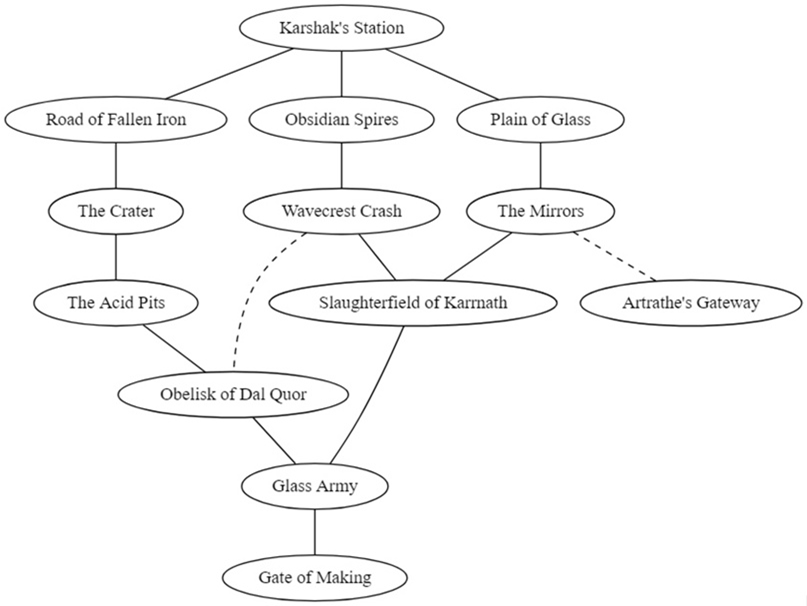 Karshak's Station
Road of Fallen Iron
Obsidian Spires
Plain of Glass
The Crater
Wavecrest Crash
The Mirrors
The Acid Pits
Slaughterfield of Karrnath
Artrathe's Gateway
Obelisk of Dal Quor
Glass Army
Gate of Making